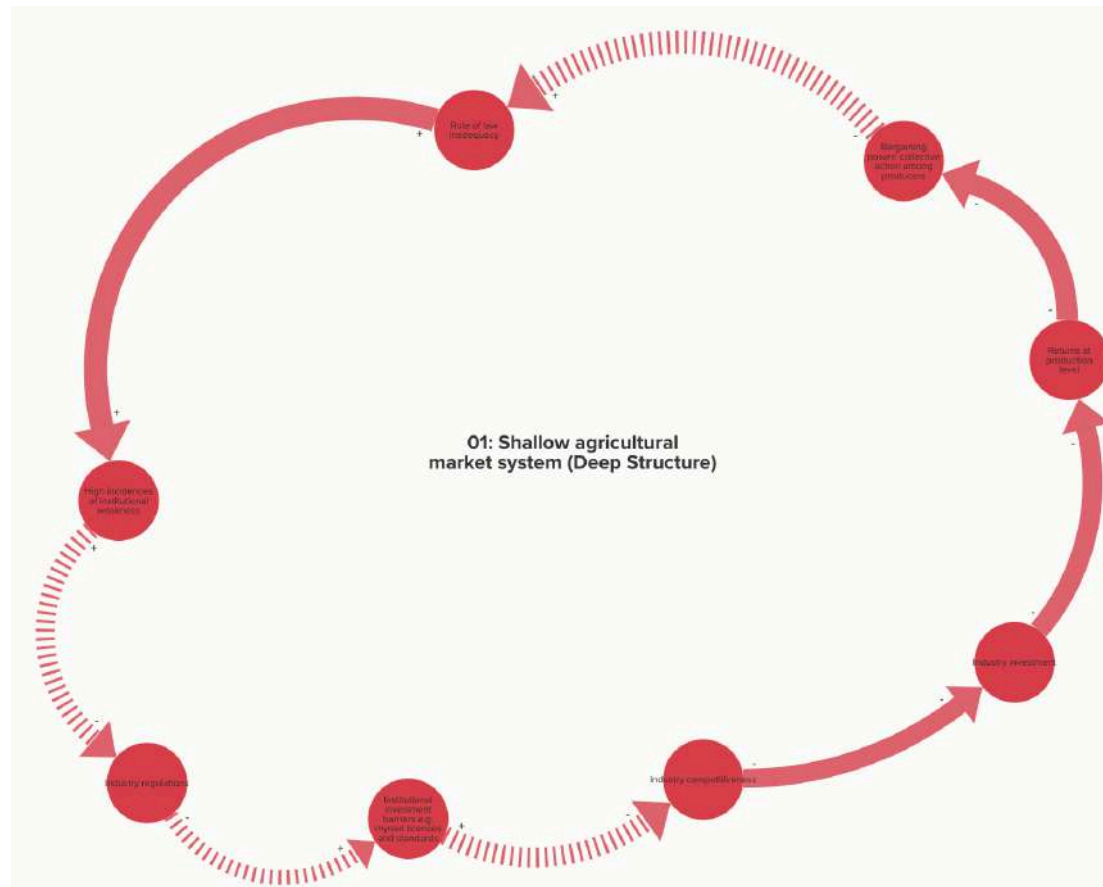 Rule of law
inadequacy
Bargaining
power: collective
action among
producers
Returns at
production
level
01: Shallow agricultural
market system (Deep Structure)
High incidences
of institutional
weakness
Industry investment
Industry regulations
Institutional
investment
barriers e.g.
myriad licenses
and standards
Industry competitiveness
+
+
+
-
-
-
-
-
+
+
-
-
+
+
-
-
-
-